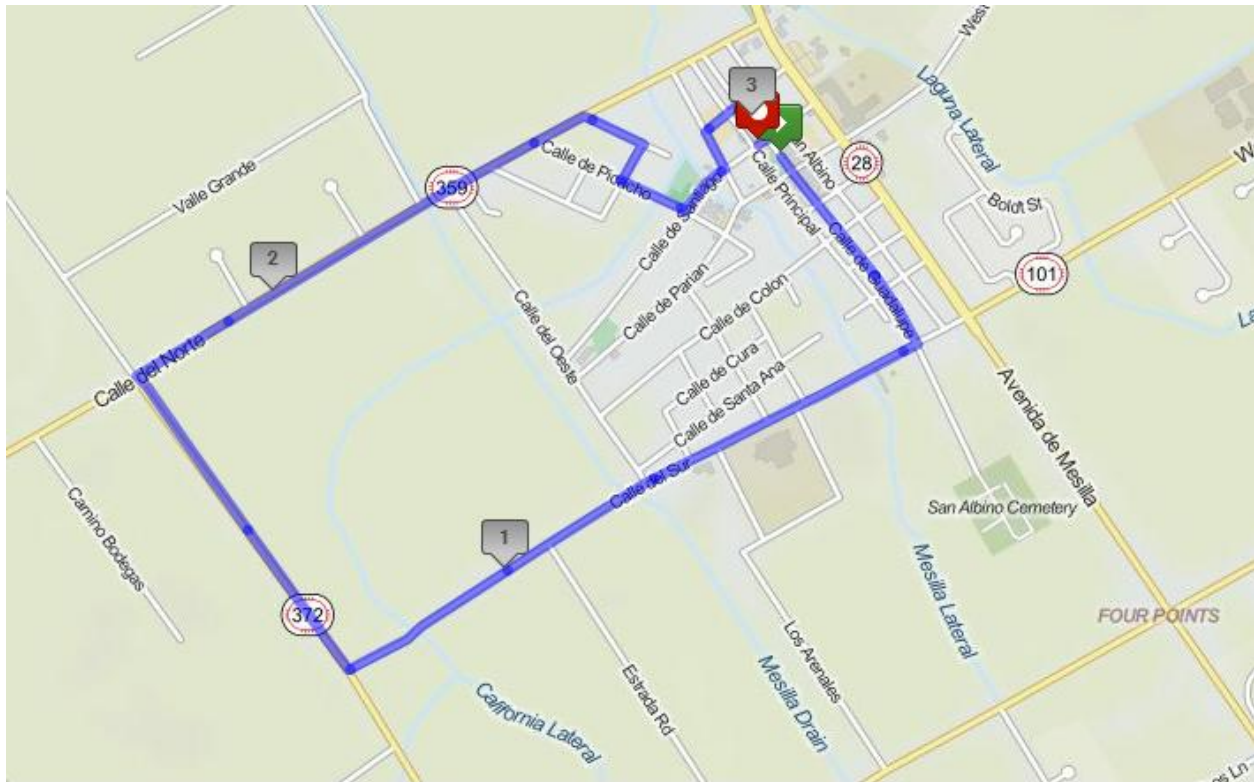 West
Laguna Lateral
3
San Albino
28
W
Calle de Picacho
359
Valle Grande
Boldt St
Calle de Santiago
Calle Principal
Calle de Guadalupe
2
101
Calle de Parian
Calle de Colon
La
Calle del Oeste
Calle del Norte
Calle de Cura
Calle de Santa Ana
Avenida de Mesilla
Calle del Sur
San Albino Cemetery
Camino Bodegas
1
Mesilla Lateral
372
FOUR POINTS
Los Arenales
Estrada Rd
Mesilla Drain
California Lateral
os Ln